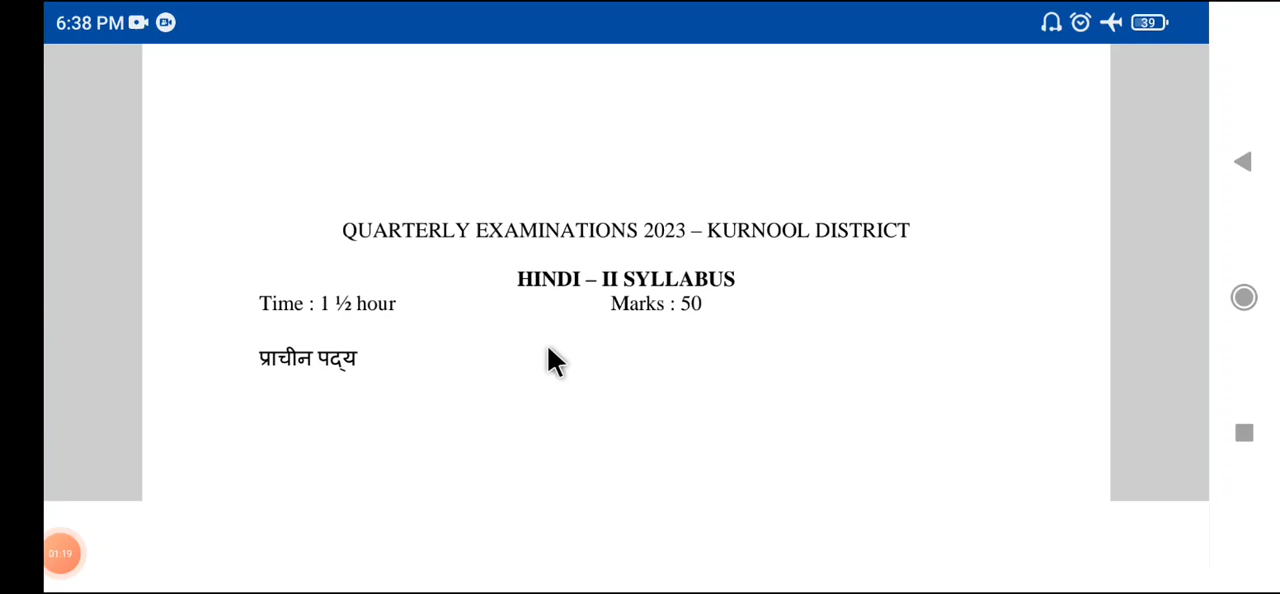 6:38 PM
39
QUARTERLY EXAMINATIONS 2023 – KURNOOL DISTRICT
HINDI – II SYLLABUS
Time : 1 ½ hour Marks : 50
प्राचीन पद्‌य
01:19